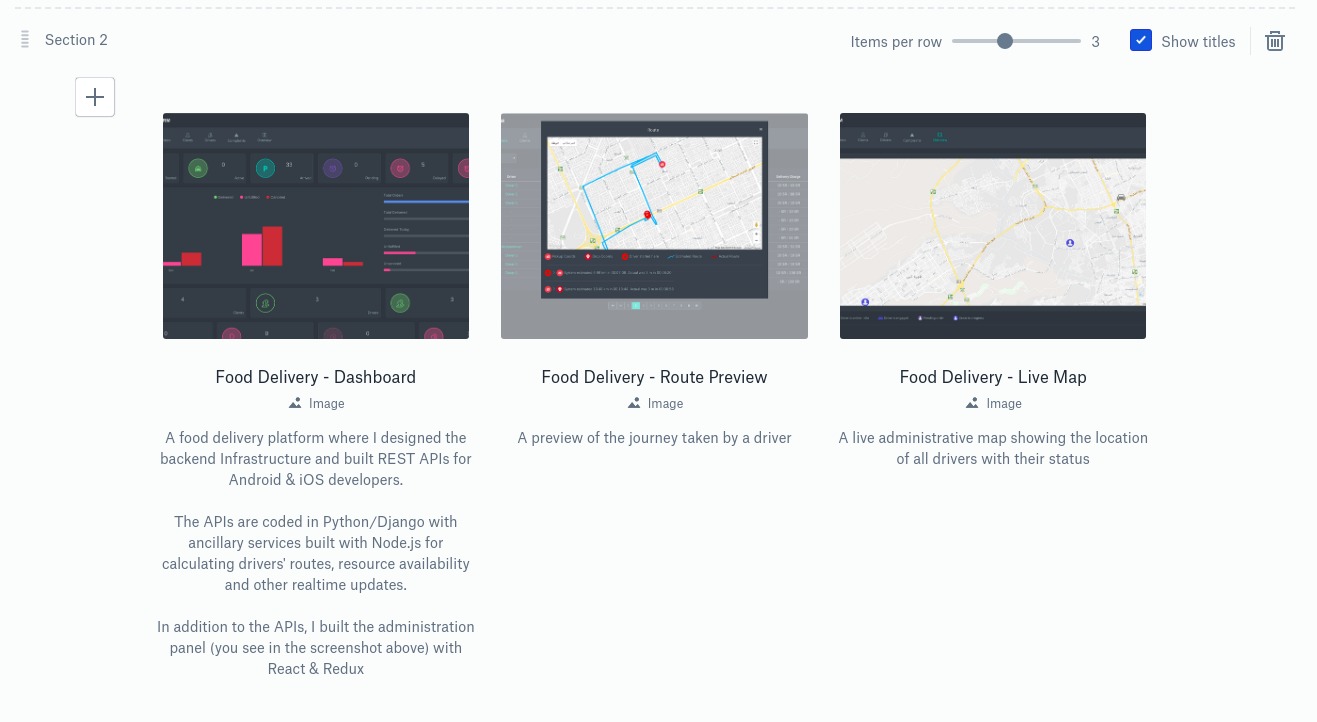 Section 2
Items per row
3
Show titles
Route
Food Delivery - Dashboard
Food Delivery - Route Preview
Food Delivery - Live Map
Image
Image
Image
A food delivery platform where I designed the
backend Infrastructure and built REST APIs for
Android & iOS developers.
The APIs are coded in Python/Django with
ancillary services built with Node.js for
calculating drivers' routes, resource availability
and other realtime updates.
In addition to the APIs, I built the administration
panel (you see in the screenshot above) with
React & Redux
A preview of the journey taken by a driver
A live administrative map showing the location
of all drivers with their status